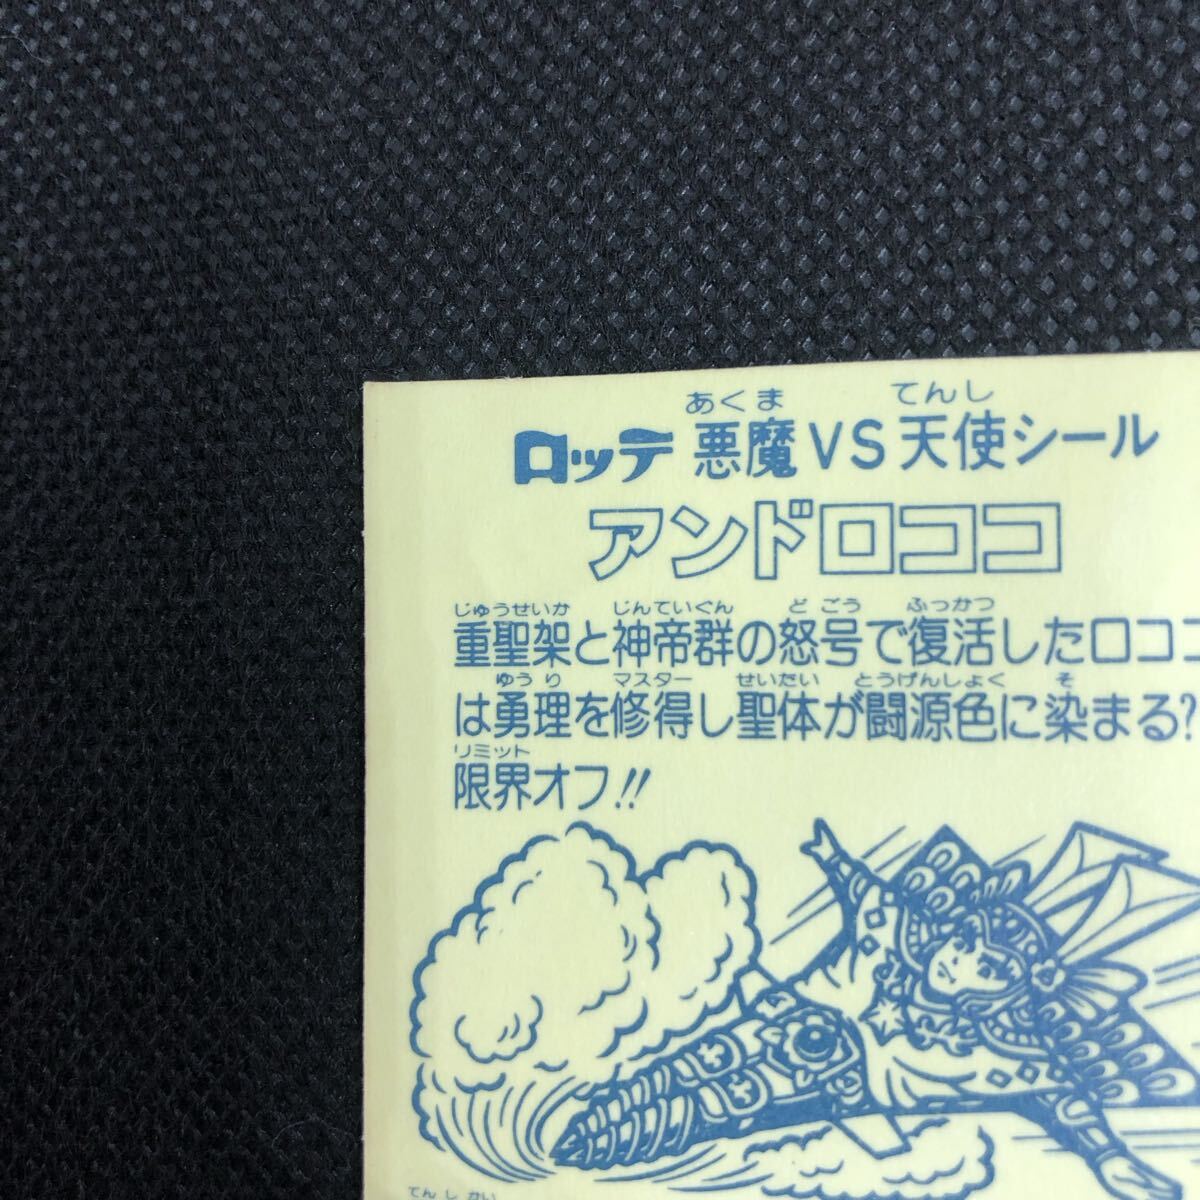 あくま てんし
ロッテ 悪魔VS天使シール
アンドロココ
じゅうせいか じんていぐん どごう ふっかつ
重聖架と神帝群の怒号で復活したロココ
ゆうり マスター せいたい とうげんしょく そ
は勇理を修得し聖体が闘源色に染まる?
リミット
限界オフ!!
てんしかい